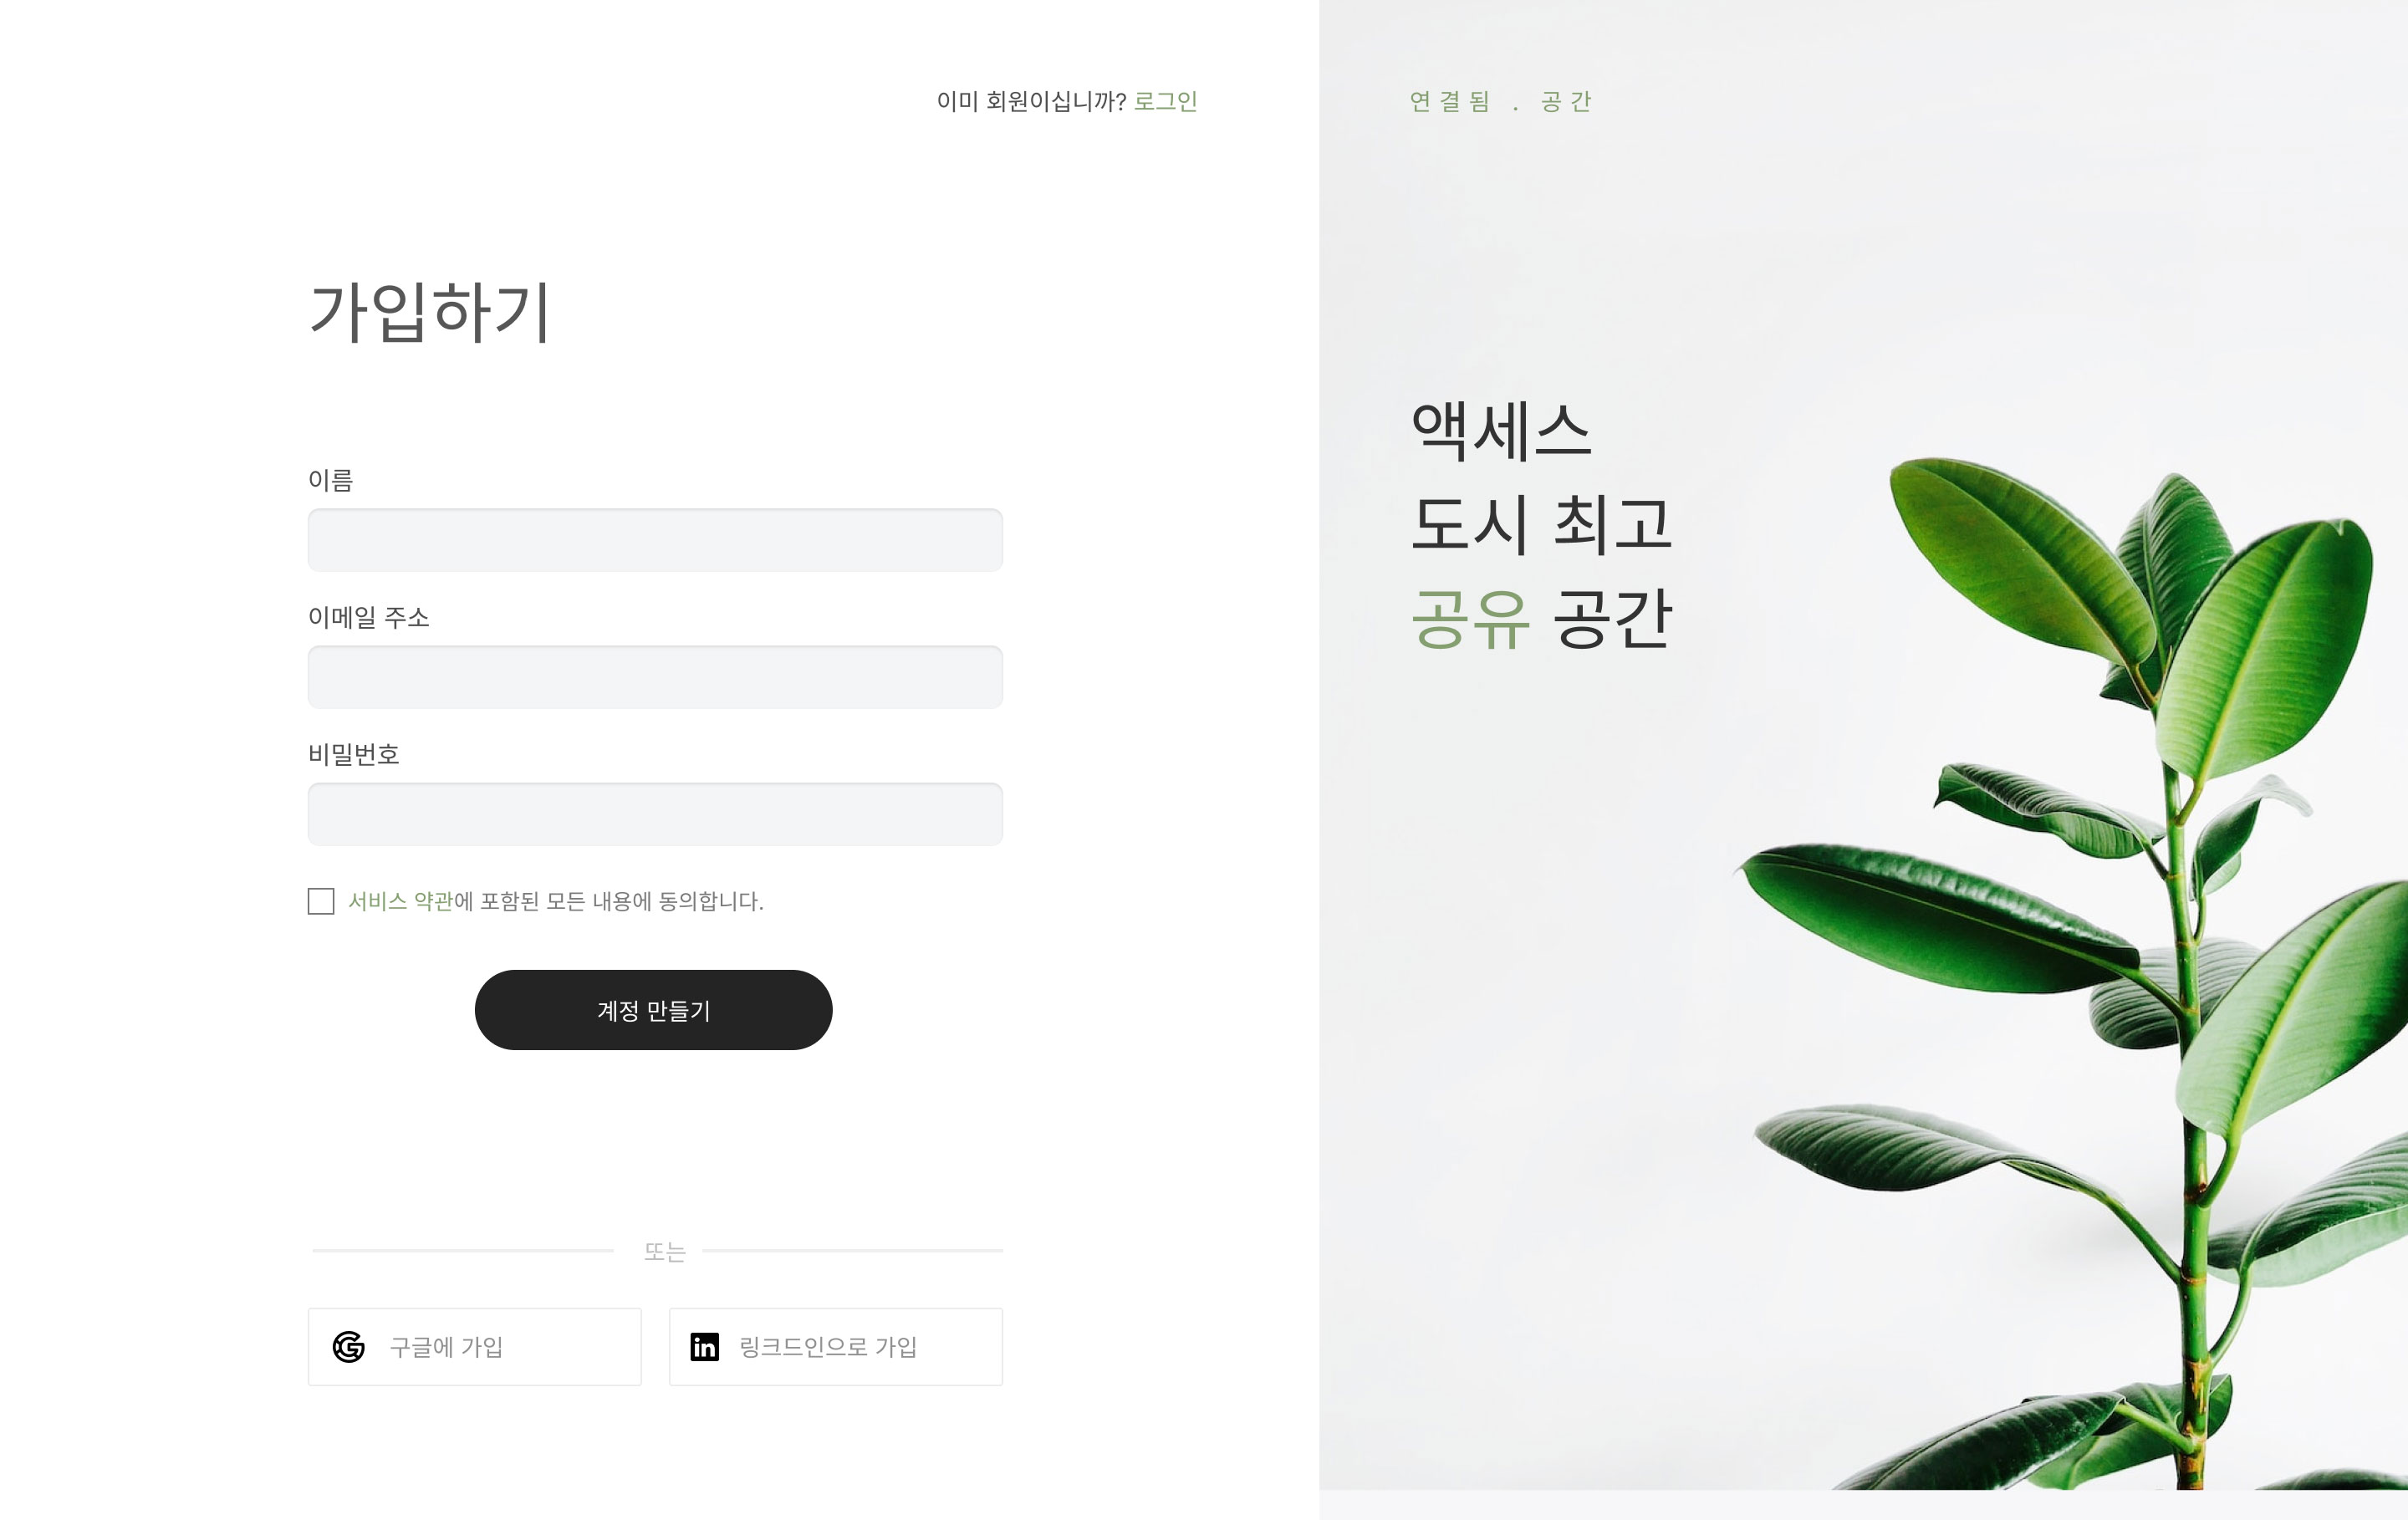 이미 회원이십니까? 로그인
가입하기
이름
이메일 주소
비밀번호
서비스 약관에 포함된 모든 내용에 동의합니다.
계정 만들기
또는
구글에 가입
링크드인으로 가입
연결됨 . 공간
액세스
도시 최고
공유 공간